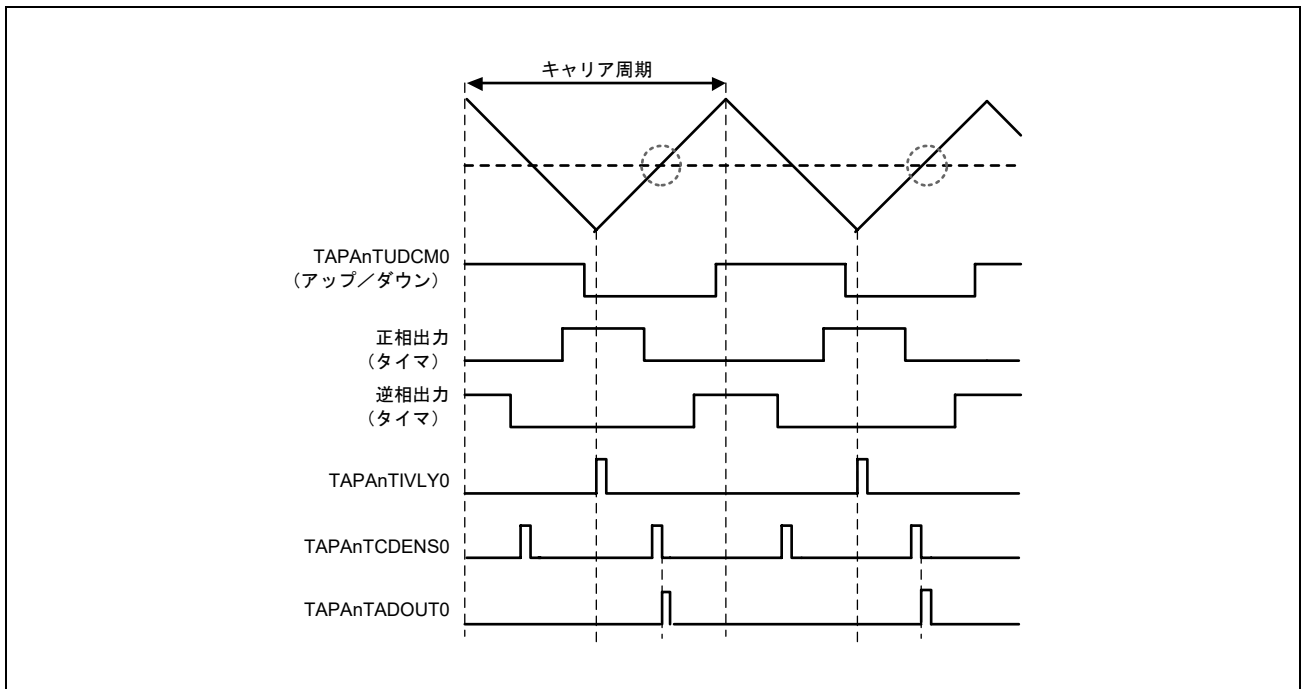 キャリア周期
TAPAnTUDCM0
（アップ／ダウン）
正相出力
（タイマ）
逆相出力
（タイマ）
TAPAnTIVLY0
TAPAnTCDENS0
TAPAnTADOUT0